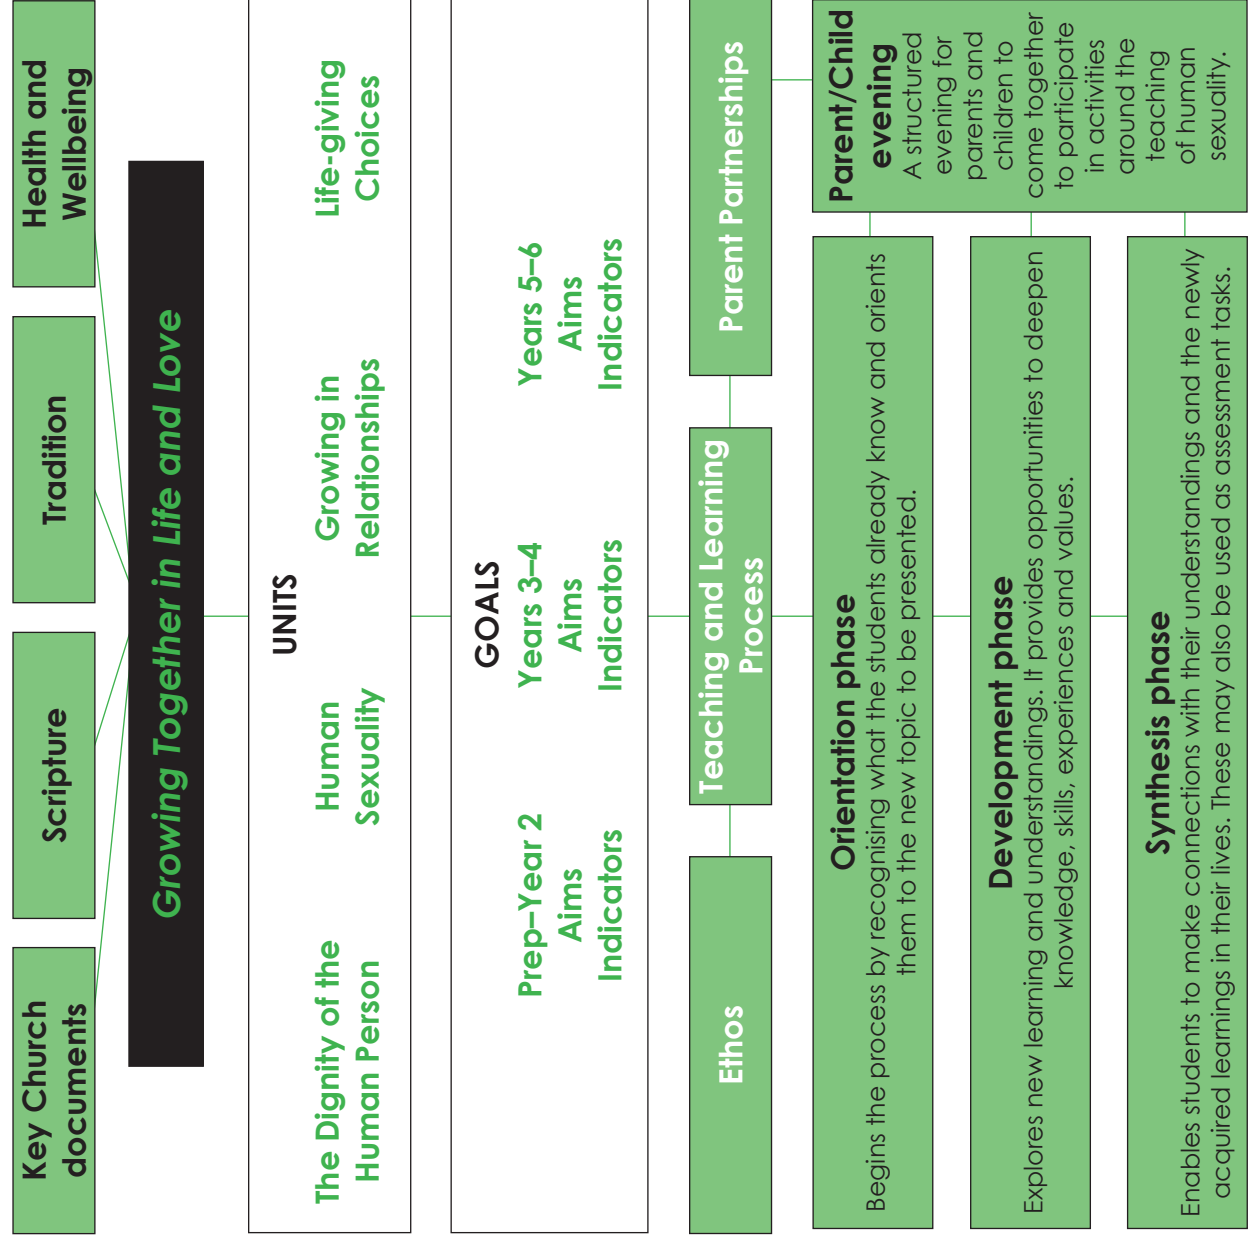 Key Church
documents
Scripture
Tradition
Health and
Wellbeing
Growing Together in Life and Love
UNITS
The Dignity of the
Human Person
Human
Sexuality
Growing in
Relationships
Life-giving
Choices
GOALS
Prep–Year 2
Aims
Indicators
Years 3–4
Aims
Indicators
Years 5–6
Aims
Indicators
Ethos
Teaching and Learning
Process
Parent Partnerships
Orientation phase
Begins the process by recognising what the students already know and orients
them to the new topic to be presented.
Development phase
Explores new learning and understandings. It provides opportunities to deepen
knowledge, skills, experiences and values.
Synthesis phase
Enables students to make connections with their understandings and the newly
acquired learnings in their lives. These may also be used as assessment tasks.
Parent/Child
evening
A structured
evening for
parents and
children to
come together
to participate
in activities
around the
teaching
of human
sexuality.